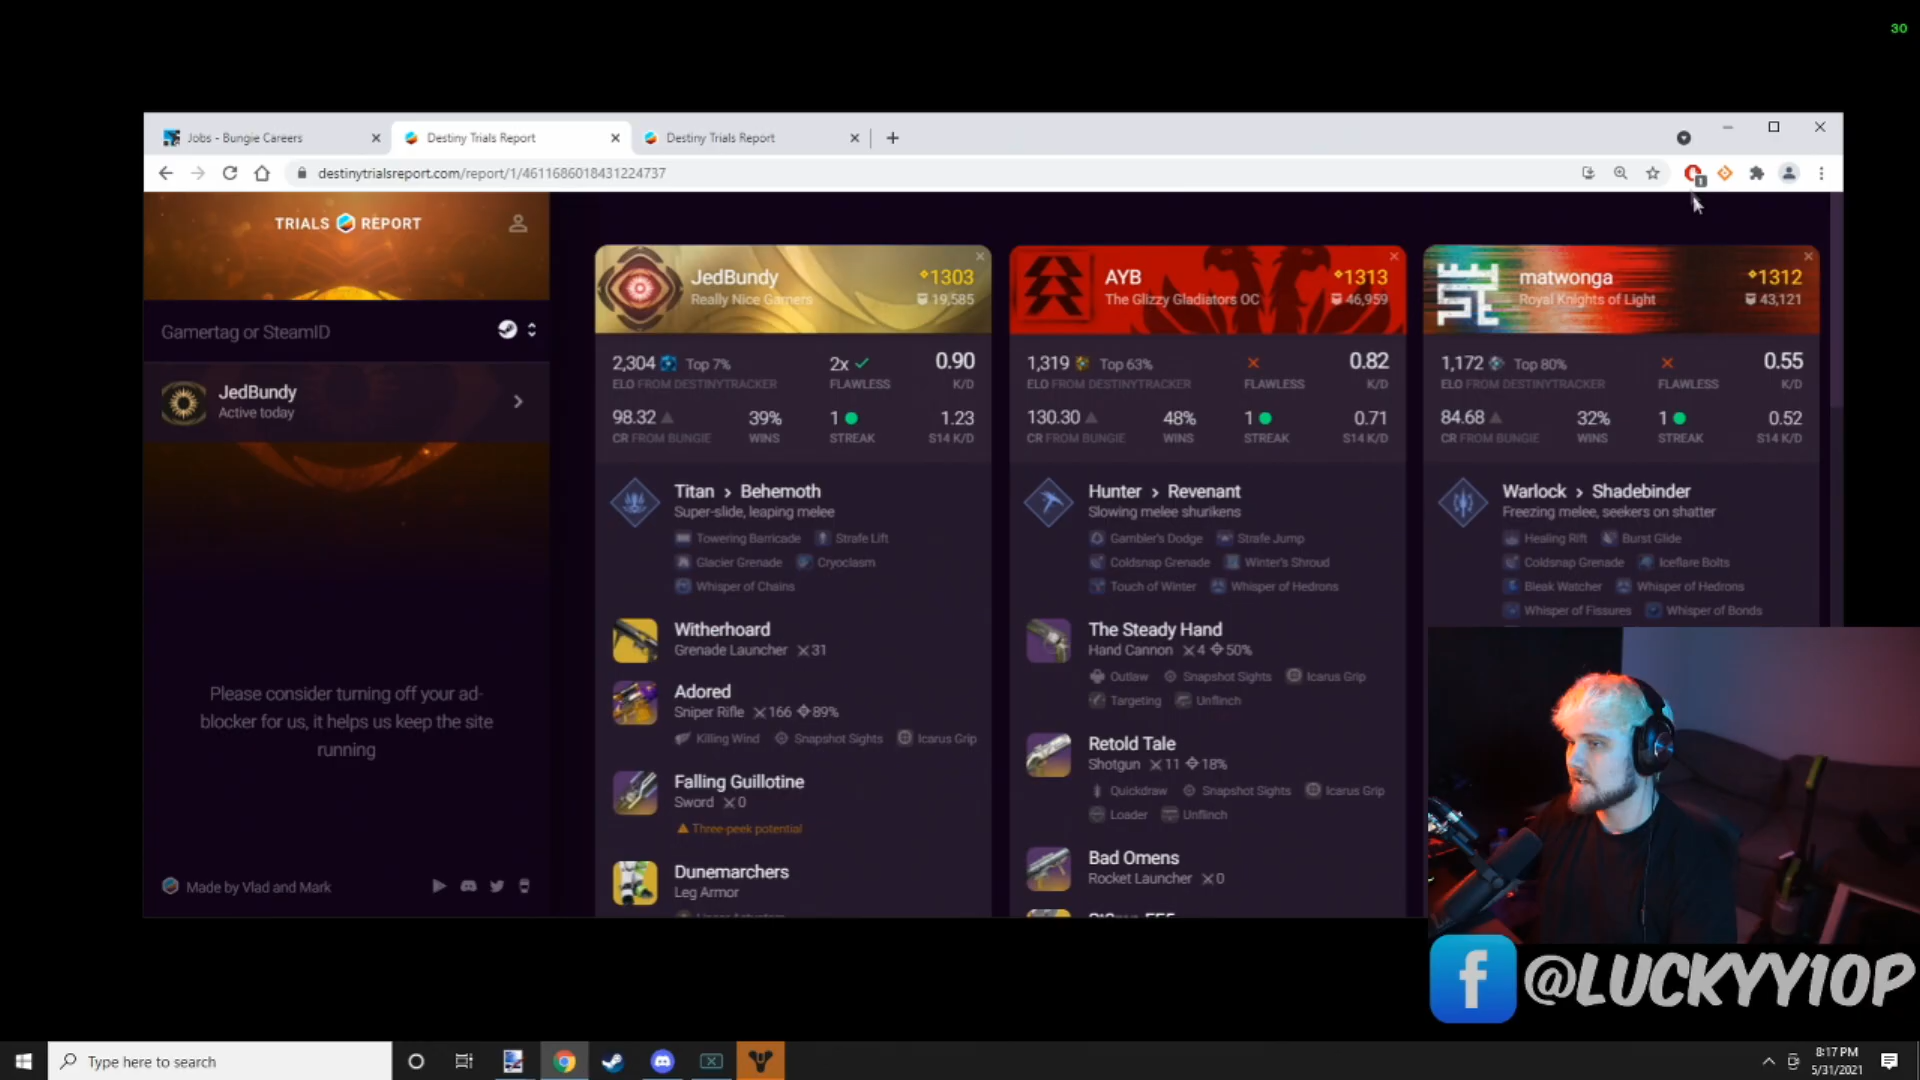 30
Jobs - Bungie Careers
Destiny Trials Report
Destiny Trials Report
destinytrialsreport.com/report/1/4611686018431224737
1
TRIALS REPORT
Gamertag or SteamID
JedBundy
Active today
Please consider turning off your ad-
blocker for us, it helps us keep the site
running
Made by Vlad and Mark
JedBundy
1303
Really Nice Gamers
19,585
2,304 Top 7%
2x
0.90
ELO FROM DESTINYTRACKER
FLAWLESS
K/D
98.32
39%
1
1.23
CR FROM BUNGIE
WINS
STREAK
S14 K/D
Titan > Behemoth
Super-slide, leaping melee
Towering Barricade Strafe Lift
Glacier Grenade Cryoclasm
Whisper of Chains
Witherhoard
Grenade Launcher ×31
Adored
Sniper Rifle ×166 89%
Killing Wind Snapshot Sights Icarus Grip
Falling Guillotine
Sword ×0
Three-peek potential
Dunemarchers
Leg Armor
AYB
1313
The Glizzy Gladiators OC
46,959
1,319 Top 63%
0.82
ELO FROM DESTINYTRACKER
FLAWLESS
K/D
130.30
48%
1
0.71
CR FROM BUNGIE
WINS
STREAK
S14 K/D
Hunter > Revenant
Slowing melee shurikens
Gambler's Dodge Strafe Jump
Coldsnap Grenade Winter's Shroud
Touch of Winter Whisper of Hedrons
The Steady Hand
Hand Cannon ×4 50%
Outlaw Snapshot Sights Icarus Grip
Targeting Unflinch
Retold Tale
Shotgun ×11 18%
Quickdraw Snapshot Sights Icarus Grip
Loader Unflinch
Bad Omens
Rocket Launcher ×0
matwonga
1312
Royal Knights of Light
43,121
1,172 Top 80%
0.55
ELO FROM DESTINYTRACKER
FLAWLESS
K/D
84.68
32%
1
0.52
CR FROM BUNGIE
WINS
STREAK
S14 K/D
Warlock > Shadebinder
Freezing melee, seekers on shatter
Healing Rift Burst Glide
Coldsnap Grenade Iceflare Bolts
Bleak Watcher Whisper of Hedrons
Whisper of Fissures Whisper of Bonds
f @LUCKYY10P
Type here to search
8:17 PM
5/31/2021